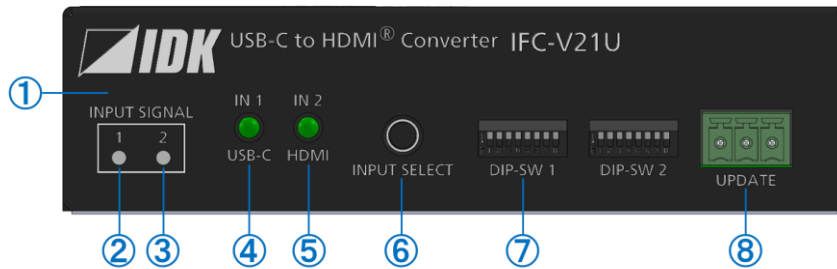 IDK USB-C to HDMI® Converter IFC-V21U
①
INPUT SIGNAL
1 2
IN 1 IN 2
USB-C HDMI
INPUT SELECT
DIP-SW 1
DIP-SW 2
UPDATE
② ③ ④ ⑤ ⑥ ⑦ ⑧